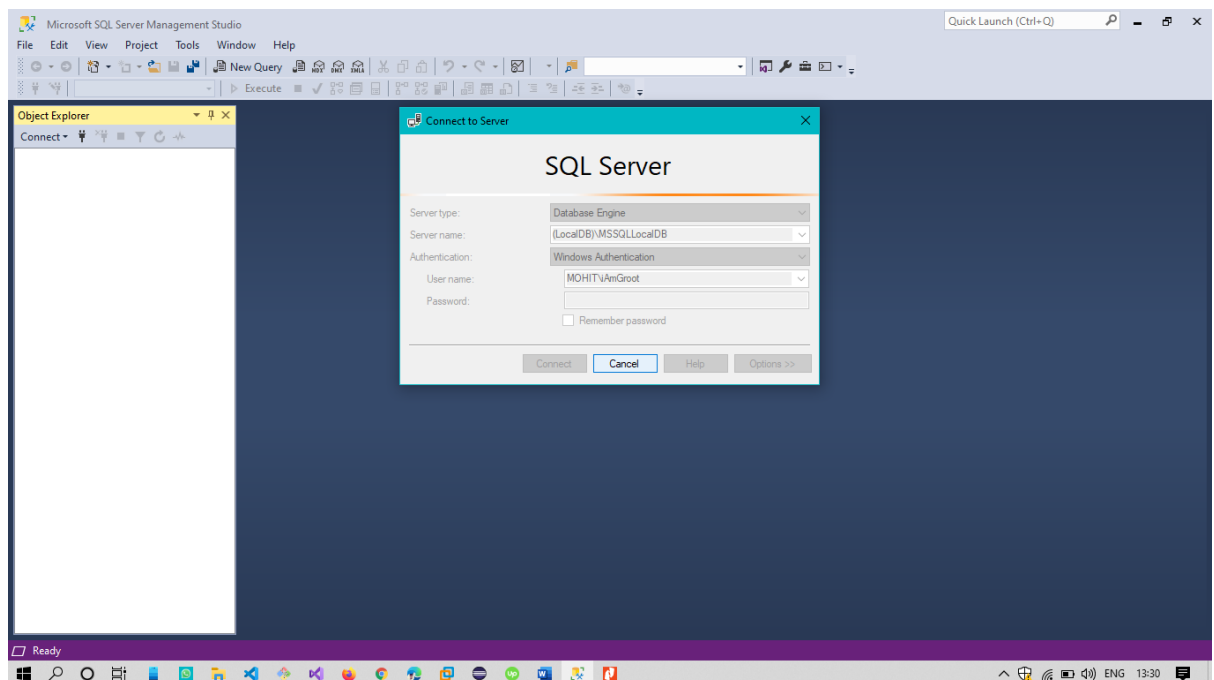 Microsoft SQL Server Management Studio
Quick Launch (Ctrl+Q)
File Edit View Project Tools Window Help
New Query
Execute
Object Explorer
Connect
Connect to Server
SQL Server
Server type: Database Engine
Server name: (LocalDB)\MSSQLLocalDB
Authentication: Windows Authentication
User name: MOHIT\iAmGroot
Password:
Remember password
Connect Cancel Help Options >>
Ready
ENG 13:30